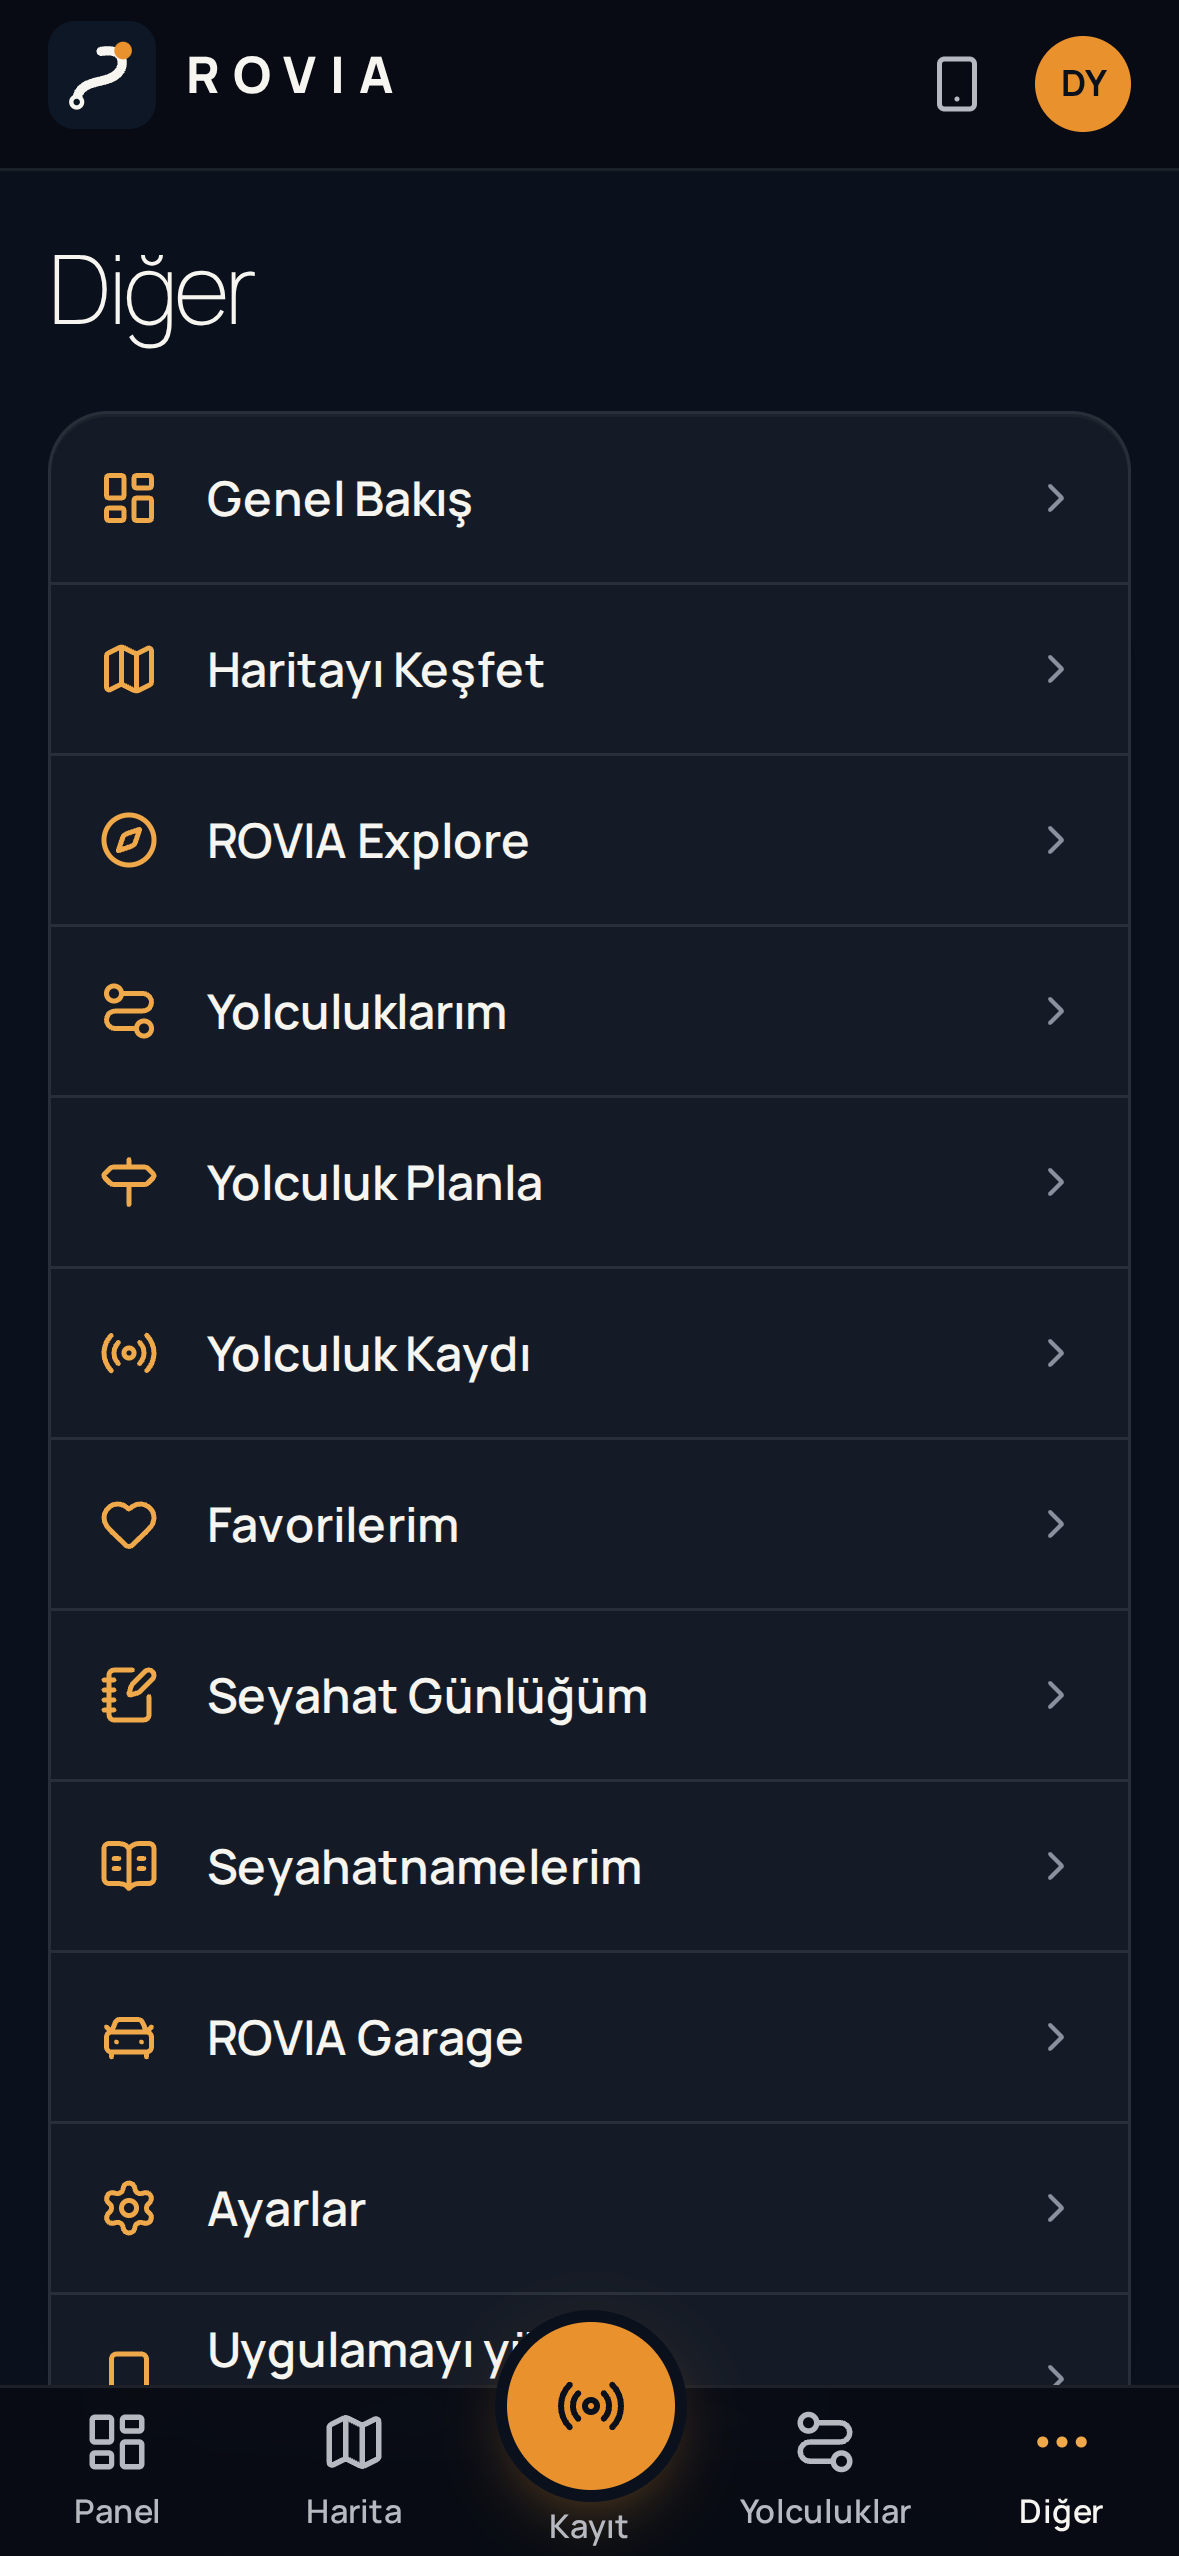 ROVIA
DY
Diğer
Genel Bakış
Haritayı Keşfet
ROVIA Explore
Yolculuklarım
Yolculuk Planla
Yolculuk Kaydı
Favorilerim
Seyahat Günlüğüm
Seyahatnamelerim
ROVIA Garage
Ayarlar
Uygulamayı
Panel
Harita
Kayıt
Yolculuklar
Diğer